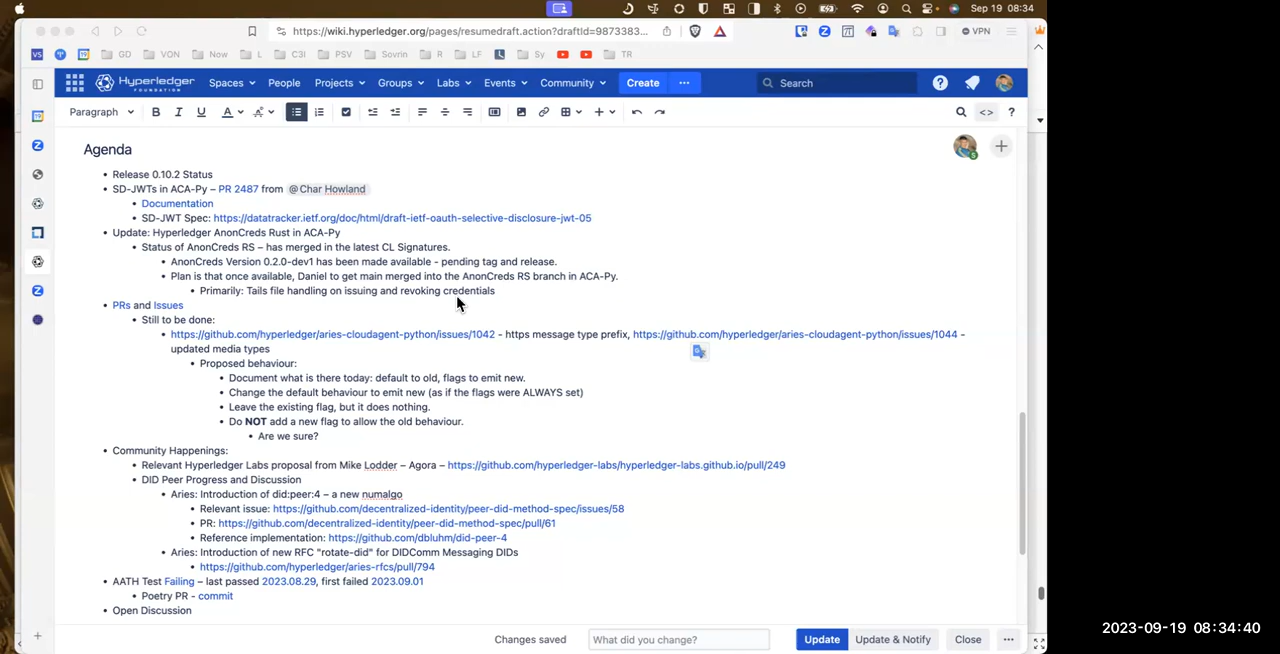 Sep 19 08:34
https://wiki.hyperledger.org/pages/resumedraft.action?draftId=9873383...
VPN
VS
GD
VON
Now
L
C3I
PSV
Sovrin
R
LF
Sy
TR
HYPERLEDGER
FOUNDATION
Spaces
People
Projects
Groups
Labs
Events
Community
Create
Search
Paragraph
B I U A
Agenda
• Release 0.10.2 Status
• SD-JWTs in ACA-Py – PR 2487 from @Char Howland
• Documentation
• SD-JWT Spec: https://datatracker.ietf.org/doc/html/draft-ietf-oauth-selective-disclosure-jwt-05
• Update: Hyperledger AnonCreds Rust in ACA-Py
• Status of AnonCreds RS – has merged in the latest CL Signatures.
• AnonCreds Version 0.2.0-dev1 has been made available - pending tag and release.
• Plan is that once available, Daniel to get main merged into the AnonCreds RS branch in ACA-Py.
• Primarily: Tails file handling on issuing and revoking credentials
• PRs and Issues
• Still to be done:
• https://github.com/hyperledger/aries-cloudagent-python/issues/1042 - https message type prefix, https://github.com/hyperledger/aries-cloudagent-python/issues/1044 -
updated media types
• Proposed behaviour:
• Document what is there today: default to old, flags to emit new.
• Change the default behaviour to emit new (as if the flags were ALWAYS set)
• Leave the existing flag, but it does nothing.
• Do NOT add a new flag to allow the old behaviour.
• Are we sure?
• Community Happenings:
• Relevant Hyperledger Labs proposal from Mike Lodder – Agora – https://github.com/hyperledger-labs/hyperledger-labs.github.io/pull/249
• DID Peer Progress and Discussion
• Aries: Introduction of did:peer:4 – a new numalgo
• Relevant issue: https://github.com/decentralized-identity/peer-did-method-spec/issues/58
• PR: https://github.com/decentralized-identity/peer-did-method-spec/pull/61
• Reference implementation: https://github.com/dbluhm/did-peer-4
• Aries: Introduction of new RFC "rotate-did" for DIDComm Messaging DIDs
• https://github.com/hyperledger/aries-rfcs/pull/794
• AATH Test Failing – last passed 2023.08.29, first failed 2023.09.01
• Poetry PR - commit
• Open Discussion
Changes saved
What did you change?
Update
Update & Notify
Close
2023-09-19 08:34:40